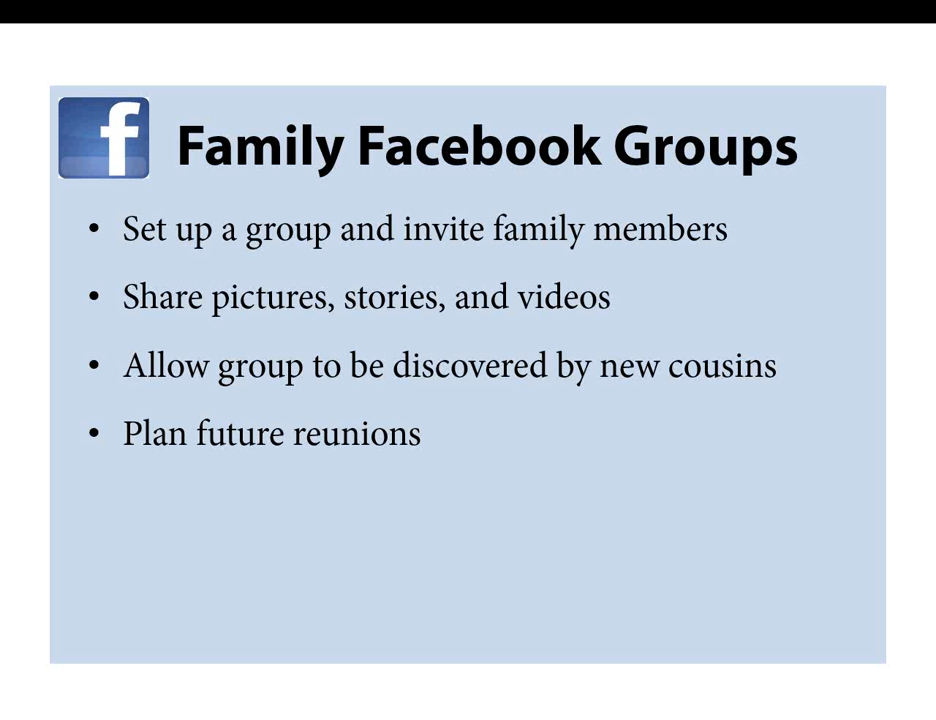 f
Family Facebook Groups
• Set up a group and invite family members
• Share pictures, stories, and videos
• Allow group to be discovered by new cousins
• Plan future reunions